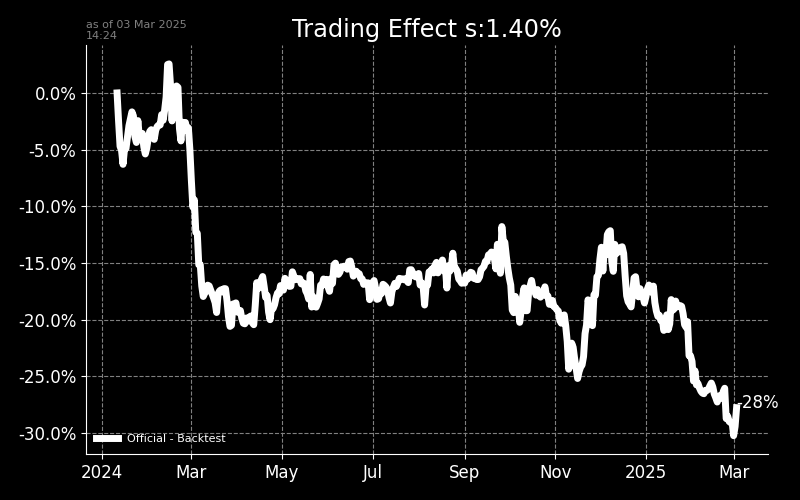 as of 03 Mar 2025
14:24
Trading Effect s:1.40%
0.0%
-5.0%
-10.0%
-15.0%
-20.0%
-25.0%
-30.0%
-28%
Official - Backtest
2024 Mar May Jul Sep Nov 2025 Mar